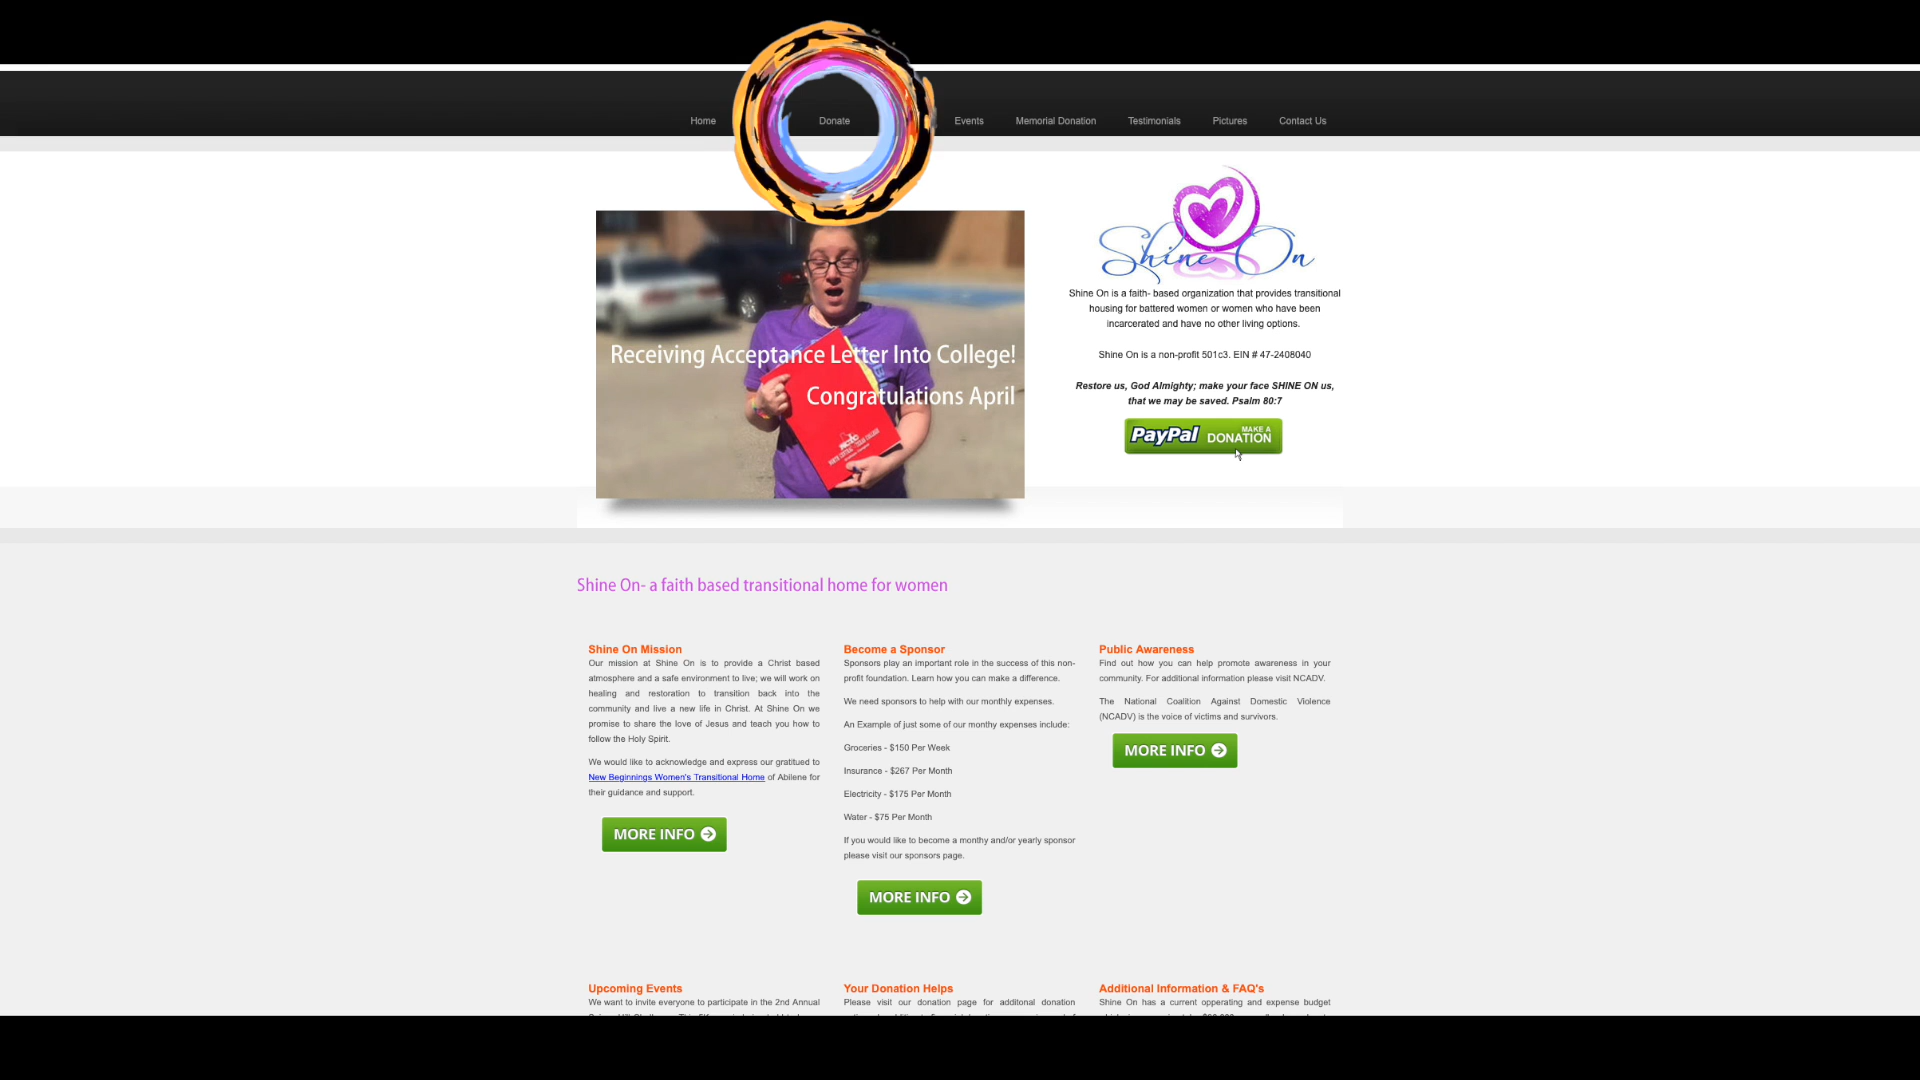 Home
Donate
Events
Memorial Donation
Testimonials
Pictures
Contact Us
Shine On
Shine On is a faith- based organization that provides transitional
housing for battered women or women who have been
incarcerated and have no other living options.
Shine On is a non-profit 501c3. EIN # 47-2408040
Restore us, God Almighty; make your face SHINE ON us,
that we may be saved. Psalm 80:7
PayPal MAKE A DONATION
Receiving Acceptance Letter Into College!
Congratulations April
Shine On- a faith based transitional home for women
Shine On Mission
Our mission at Shine On is to provide a Christ based
atmosphere and a safe environment to live; we will work on
healing and restoration to transition back into the
community and live a new life in Christ. At Shine On we
promise to share the love of Jesus and teach you how to
follow the Holy Spirit.
We would like to acknowledge and express our gratitued to
New Beginnings Women's Transitional Home of Abilene for
their guidance and support.
MORE INFO
Become a Sponsor
Sponsors play an important role in the success of this non-
profit foundation. Learn how you can make a difference.
We need sponsors to help with our monthly expenses.
An Example of just some of our monthy expenses include:
Groceries - $150 Per Week
Insurance - $267 Per Month
Electricity - $175 Per Month
Water - $75 Per Month
If you would like to become a monthy and/or yearly sponsor
please visit our sponsors page.
MORE INFO
Public Awareness
Find out how you can help promote awareness in your
community. For additional information please visit NCADV.
The National Coalition Against Domestic Violence
(NCADV) is the voice of victims and survivors.
MORE INFO
Upcoming Events
We want to invite everyone to participate in the 2nd Annual
Your Donation Helps
Please visit our donation page for additonal donation
Additional Information & FAQ's
Shine On has a current opperating and expense budget